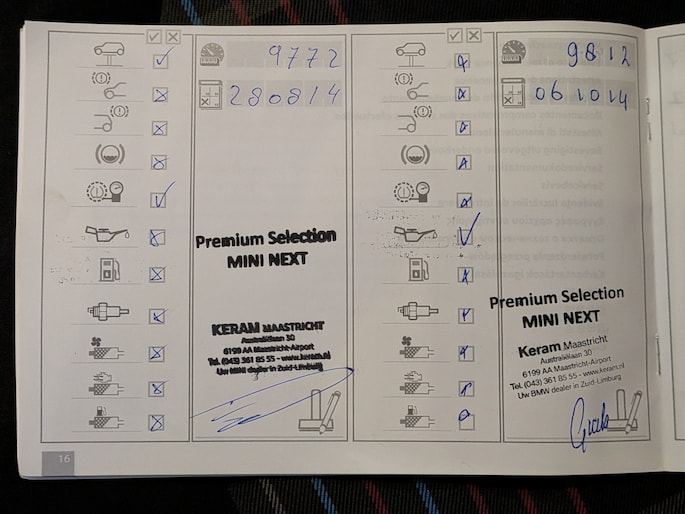 9772
280814
Premium Selection
MINI NEXT
KERAM MAASTRICHT
Australiëlaan 30
6199 AA Maastricht-Airport
Tel. (043) 361 85 55 - www.keram.nl
Uw MINI dealer in Zuid-Limburg
16
9812
061014
Premium Selection
MINI NEXT
Keram Maastricht
Australiëlaan 30
6199 AA Maastricht-Airport
Tel. (043) 361 85 55 - www.keram.nl
Uw BMW dealer in Zuid-Limburg